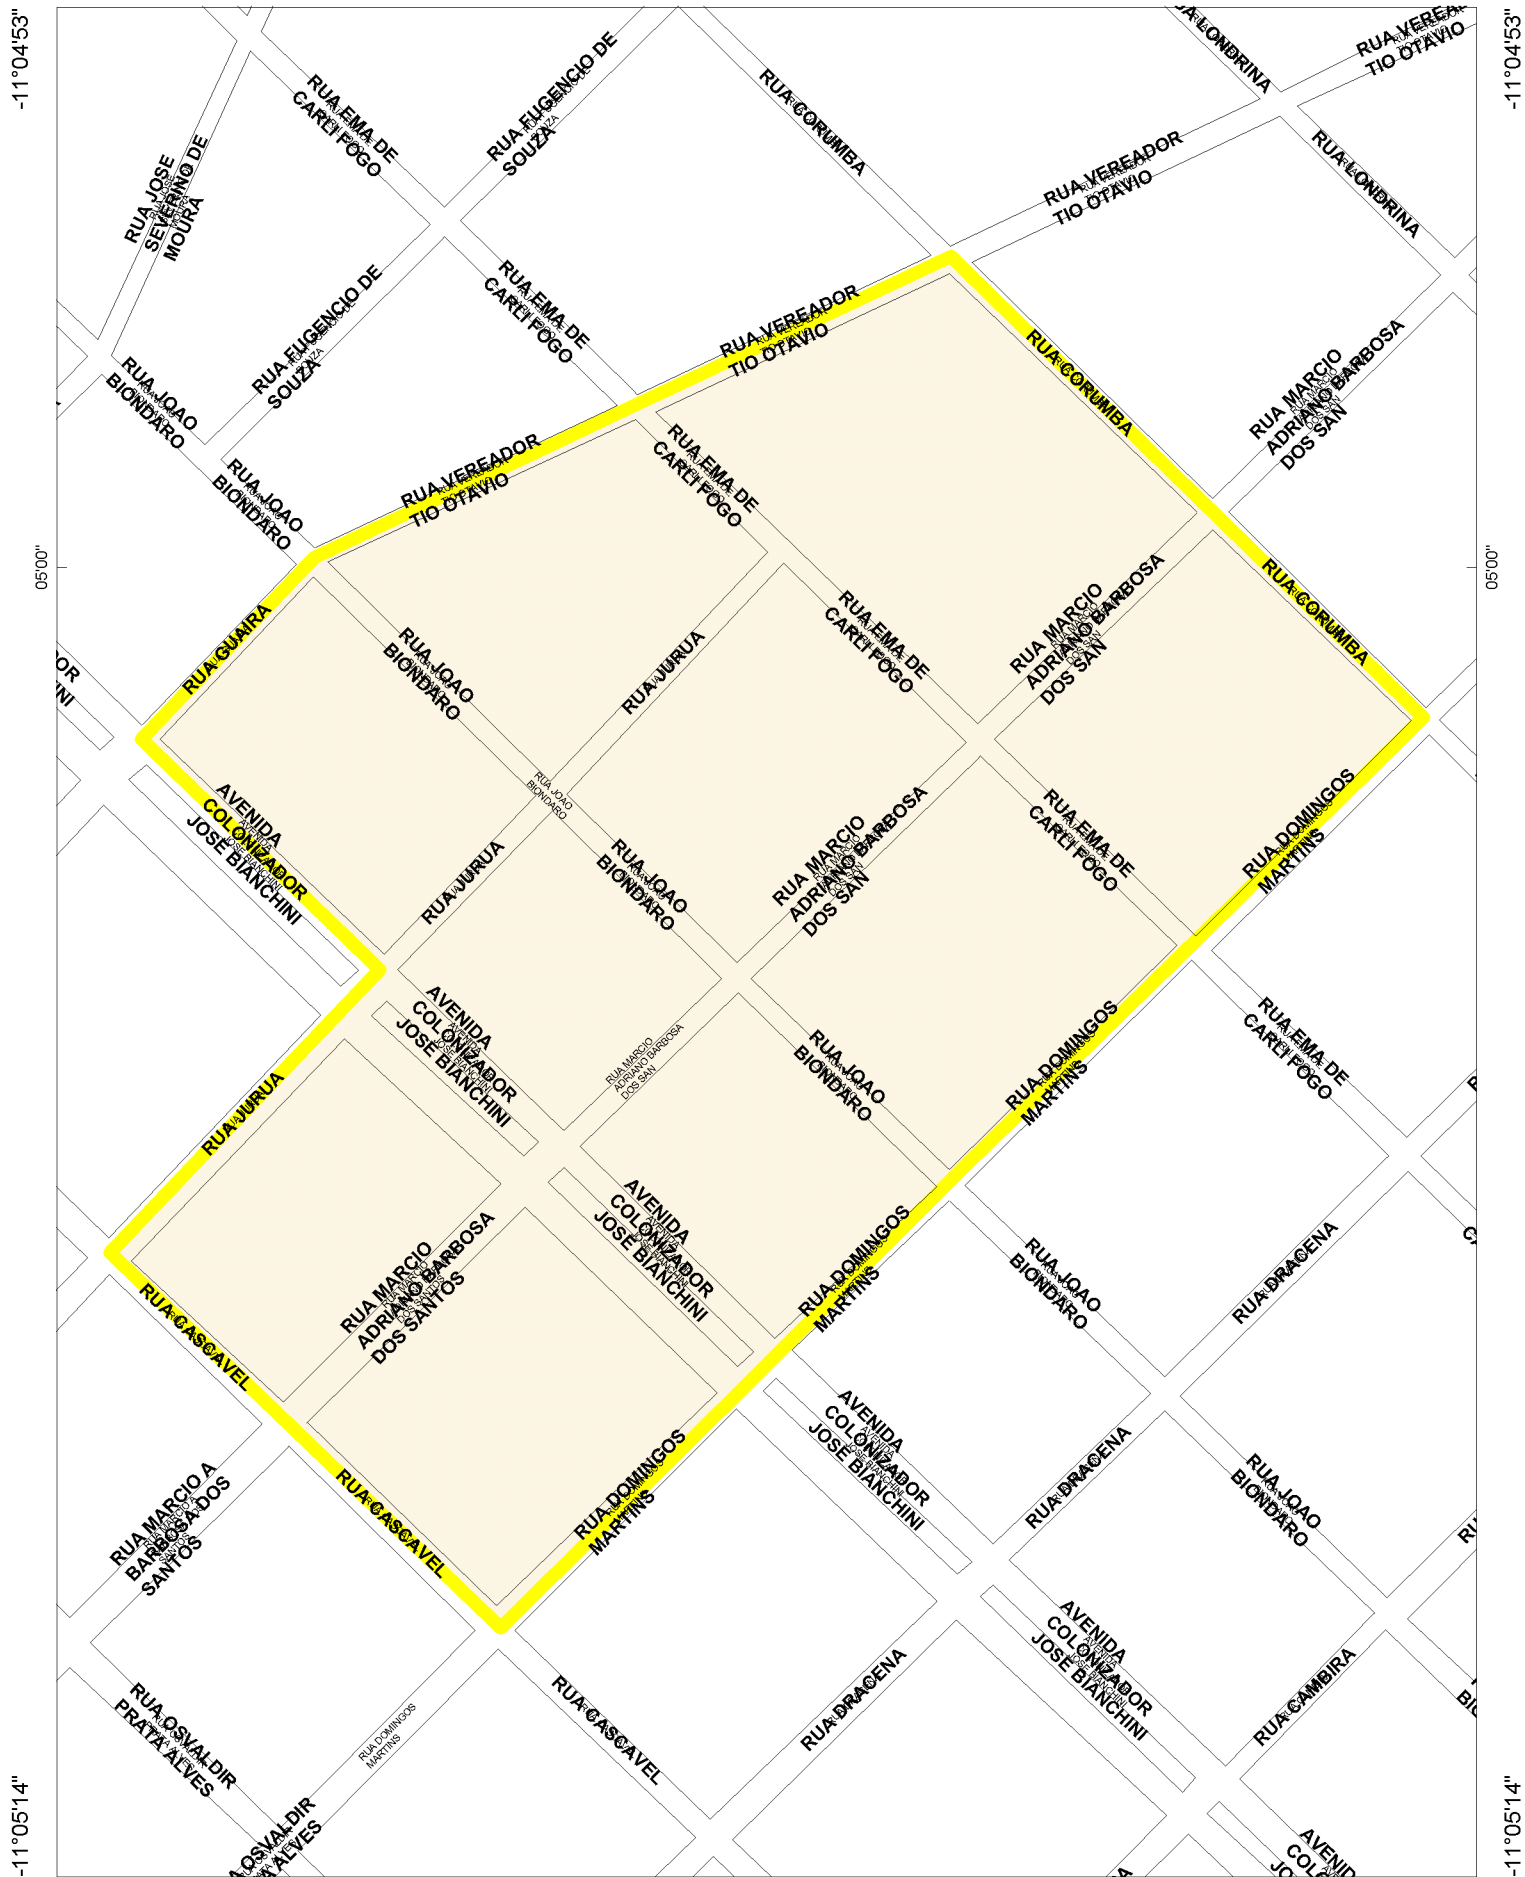 -11°04'53"
-11°04'53"
RUA LONDRINA
RUA VEREADOR
TIO OTAVIO
RUA EMA DE
CARLI FOGO
RUA FUGENCIO DE
SOUZA
RUA CORUMBA
RUA JOSE
SEVERINO DE
MOURA
RUA VEREADOR
TIO OTAVIO
RUA LONDRINA
RUA FUGENCIO DE
SOUZA
RUA EMA DE
CARLI FOGO
RUA VEREADOR
TIO OTAVIO
RUA CORUMBA
RUA MARCIO
ADRIANO BARBOSA
DOS SAN
RUA JOAO
BIONDARO
RUA JOAO
BIONDARO
RUA VEREADOR
TIO OTAVIO
RUA EMA DE
CARLI FOGO
05'00"
05'00"
RUA GUAIRA
RUA JOAO
BIONDARO
RUA JURUA
RUA EMA DE
CARLI FOGO
RUA MARCIO
ADRIANO BARBOSA
DOS SAN
RUA CORUMBA
AVENIDA
COLONIZADOR
JOSE BIANCHINI
RUA JOAO
BIONDARO
RUA JURUA
RUA JOAO
BIONDARO
RUA MARCIO
ADRIANO BARBOSA
DOS SAN
RUA EMA DE
CARLI FOGO
RUA DOMINGOS
MARTINS
AVENIDA
COLONIZADOR
JOSE BIANCHINI
RUA MARCIO
ADRIANO BARBOSA
DOS SAN
RUA JOAO
BIONDARO
RUA DOMINGOS
MARTINS
RUA EMA DE
CARLI FOGO
RUA JURUA
AVENIDA
COLONIZADOR
JOSE BIANCHINI
RUA DOMINGOS
MARTINS
RUA JOAO
BIONDARO
RUA DRACENA
RUA CASCAVEL
RUA MARCIO
ADRIANO BARBOSA
DOS SANTOS
RUA CASCAVEL
RUA DOMINGOS
MARTINS
AVENIDA
COLONIZADOR
JOSE BIANCHINI
RUA DRACENA
RUA JOAO
BIONDARO
RUA MARCIO A
BARBOSA DOS
SANTOS
RUA OSVALDIR
PRATA ALVES
RUA DOMINGOS
MARTINS
RUA CASCAVEL
RUA DRACENA
AVENIDA
COLONIZADOR
JOSE BIANCHINI
RUA CAMBIRA
OSVALDIR
ALVES
AVENID
-11°05'14"
-11°05'14"